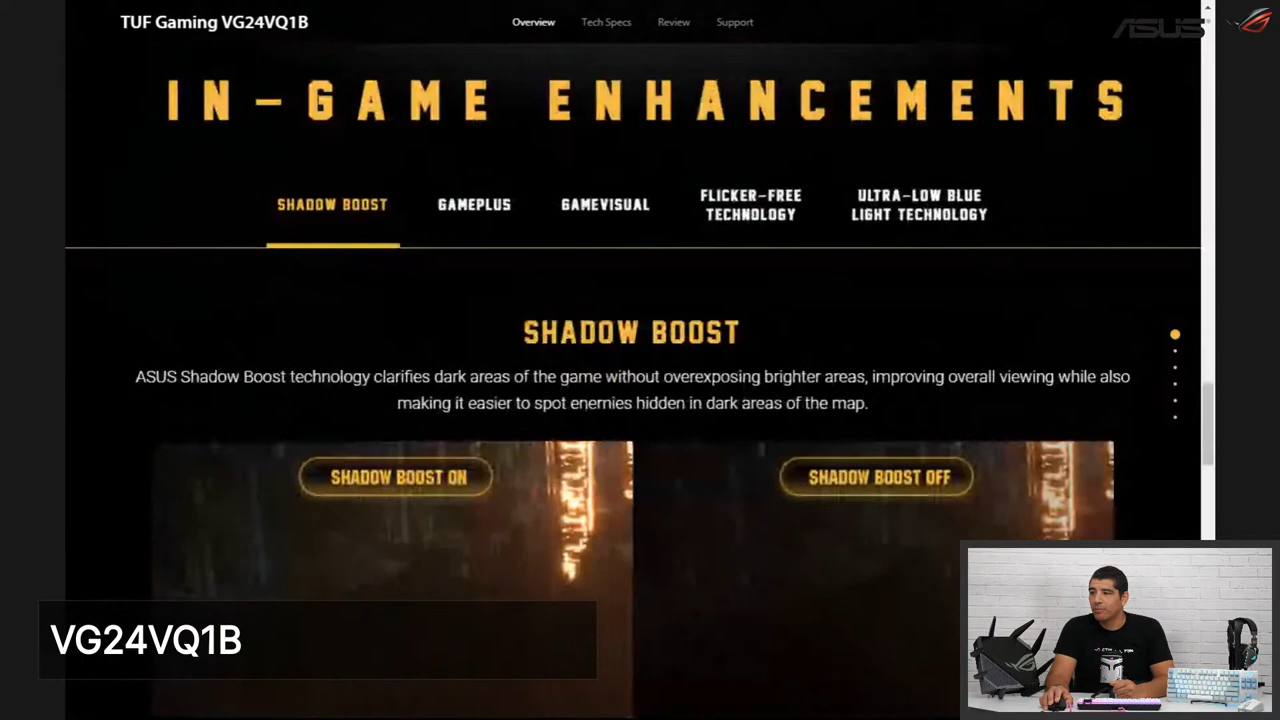 TUF Gaming VG24VQ1B
Overview Tech Specs Review Support
ASUS
IN-GAME ENHANCEMENTS
SHADOW BOOST
GAMEPLUS
GAMEVISUAL
FLICKER-FREE
TECHNOLOGY
ULTRA-LOW BLUE
LIGHT TECHNOLOGY
SHADOW BOOST
ASUS Shadow Boost technology clarifies dark areas of the game without overexposing brighter areas, improving overall viewing while also
making it easier to spot enemies hidden in dark areas of the map.
SHADOW BOOST ON
SHADOW BOOST OFF
VG24VQ1B